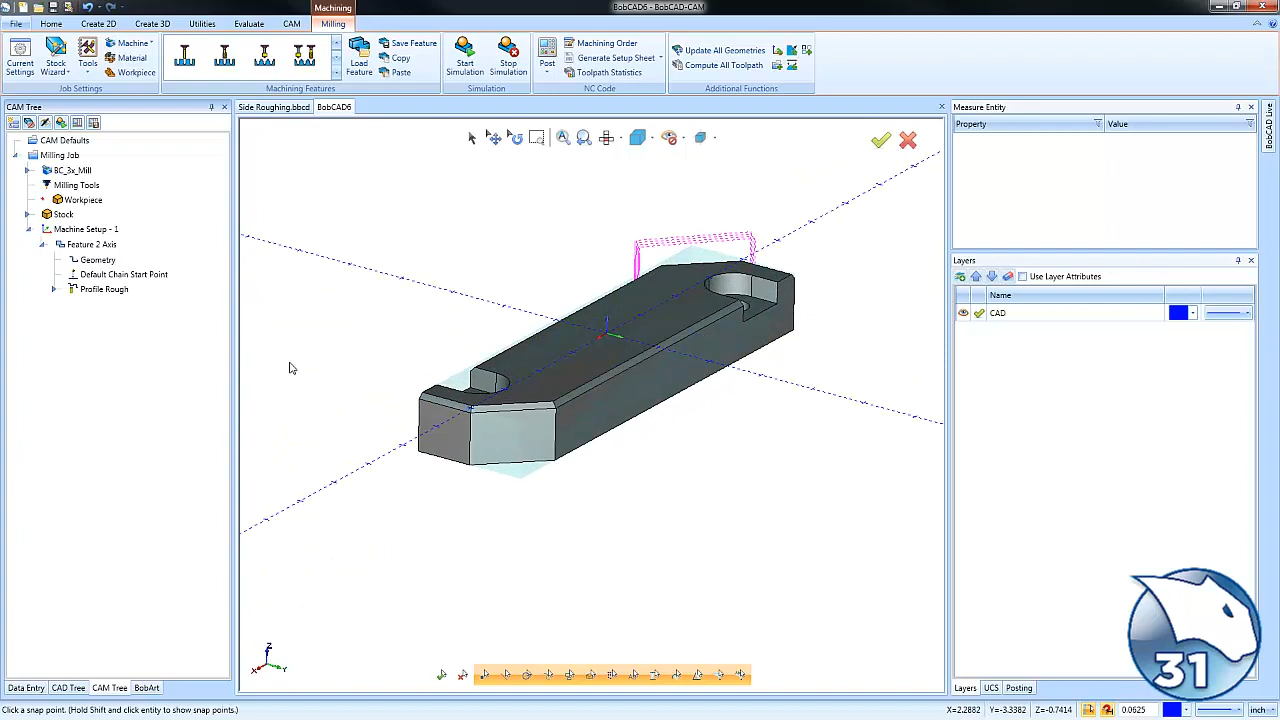 BobCAD6 - BobCAD-CAM
Machining
File Home Create 2D Create 3D Utilities Evaluate CAM Milling
Current Settings
Stock Wizard
Tools
Machine
Material
Workpiece
Job Settings
Machining Features
Load Feature
Save Feature
Copy
Paste
Start Simulation
Stop Simulation
Simulation
Post
Machining Order
Generate Setup Sheet
Toolpath Statistics
NC Code
Update All Geometries
Compute All Toolpath
Additional Functions
CAM Tree
Side Roughing.bbcd BobCAD6
Measure Entity
Property Value
BobCAD Live
CAM Defaults
Milling Job
BC_3x_Mill
Milling Tools
Workpiece
Stock
Machine Setup - 1
Feature 2 Axis
Geometry
Default Chain Start Point
Profile Rough
Layers
Use Layer Attributes
Name
CAD
Z
X Y
31
Data Entry CAD Tree CAM Tree BobArt
Layers UCS Posting
Click a snap point. (Hold Shift and click entity to show snap points.)
X=2.2882 Y=-3.3382 Z=-0.7414 0.0625 inch